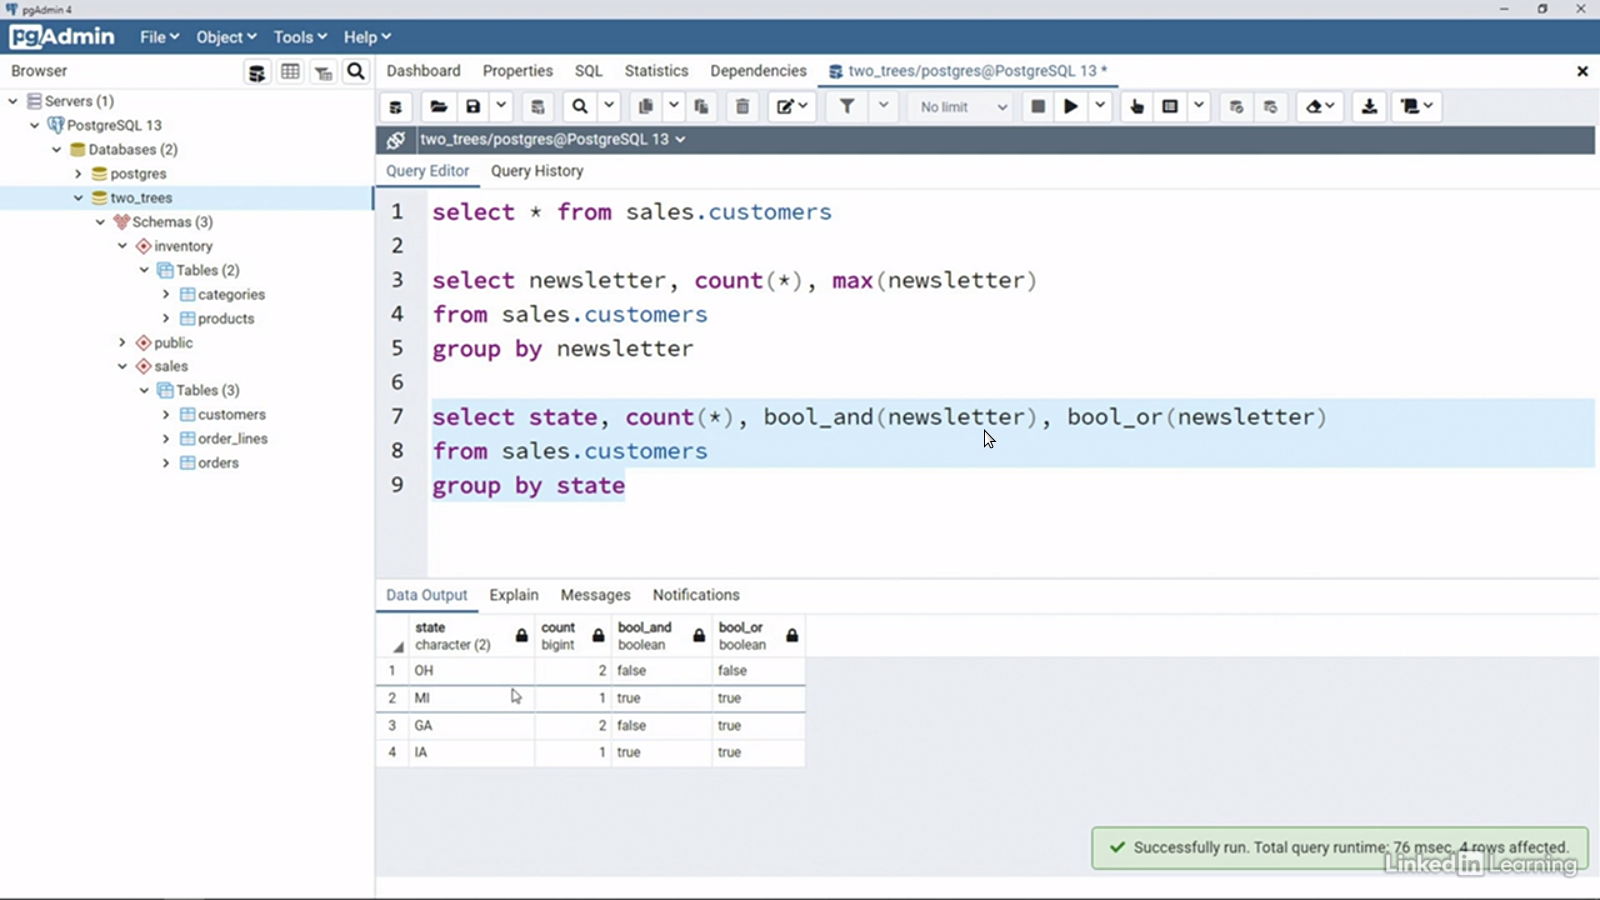 pgAdmin 4
pgAdmin File Object Tools Help
Browser
Dashboard Properties SQL Statistics Dependencies two_trees/postgres@PostgreSQL 13 *
No limit
two_trees/postgres@PostgreSQL 13
Servers (1)
PostgreSQL 13
Databases (2)
postgres
two_trees
Schemas (3)
inventory
Tables (2)
categories
products
public
sales
Tables (3)
customers
order_lines
orders
Query Editor Query History
1 select * from sales.customers
2
3 select newsletter, count(*), max(newsletter)
4 from sales.customers
5 group by newsletter
6
7 select state, count(*), bool_and(newsletter), bool_or(newsletter)
8 from sales.customers
9 group by state
Data Output Explain Messages Notifications
state count bool_and bool_or
character (2) bigint boolean boolean
1 OH 2 false false
2 MI 1 true true
3 GA 2 false true
4 IA 1 true true
Successfully run. Total query runtime: 76 msec. 4 rows affected.
Linked in Learning